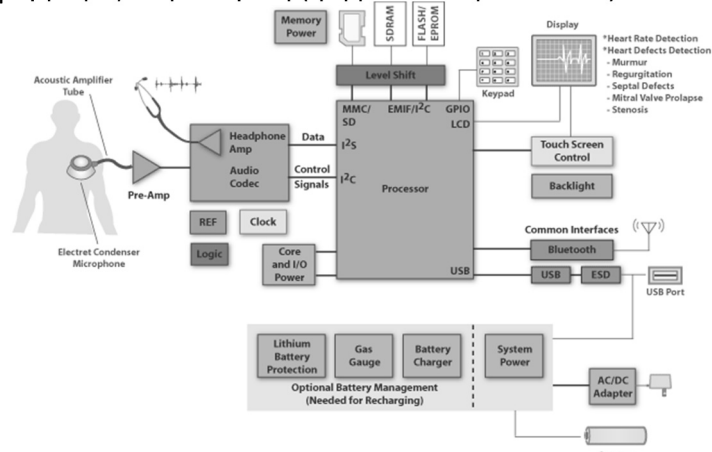 Memory
Power
SDRAM
FLASH/
EPROM
Display
*Heart Rate Detection
*Heart Defects Detection
- Murmur
- Regurgitation
- Septal Defects
- Mitral Valve Prolapse
- Stenosis
Level Shift
Keypad
Acoustic Amplifier
Tube
MMC/
SD
EMIF/I²C
GPIO
LCD
Headphone
Amp
Audio
Codec
Data
I²S
Control
Signals
I²C
Processor
Touch Screen
Control
Backlight
Pre-Amp
REF
Clock
Logic
Electret Condenser
Microphone
Core
and I/O
Power
Common Interfaces
Bluetooth
USB
USB
ESD
USB Port
Lithium
Battery
Protection
Gas
Gauge
Battery
Charger
System
Power
Optional Battery Management
(Needed for Recharging)
AC/DC
Adapter